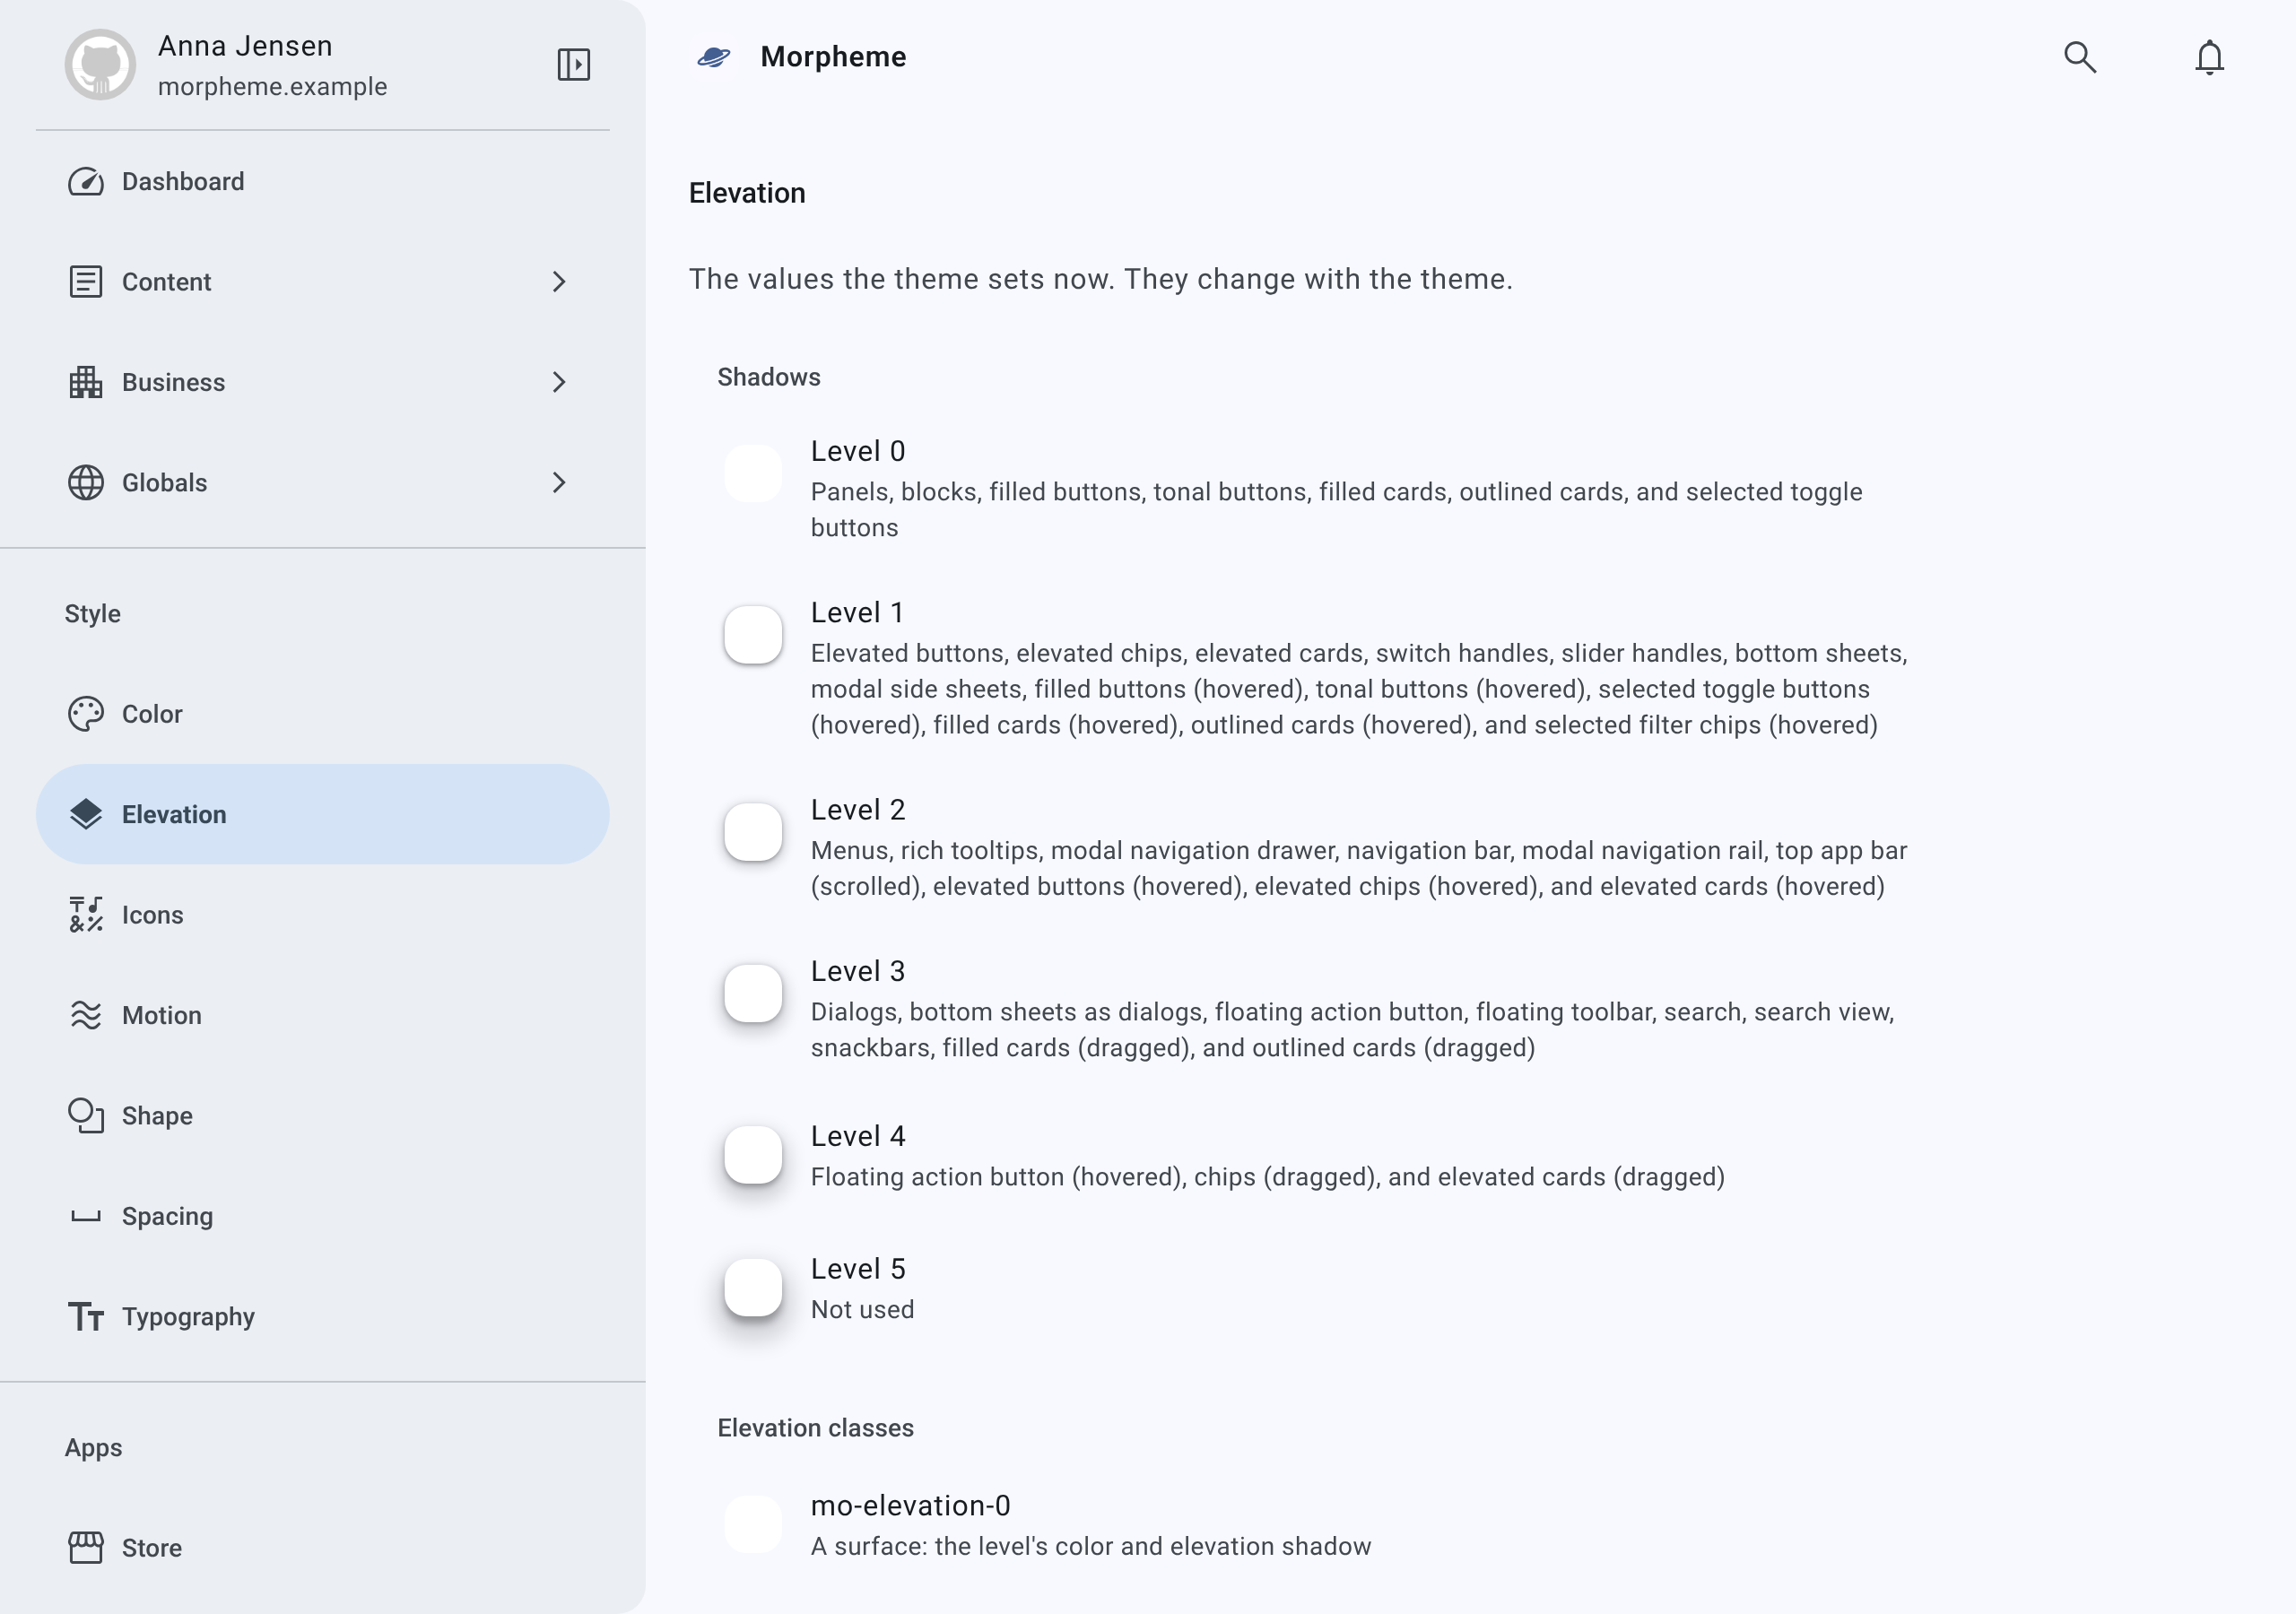 Anna Jensen
morpheme.example
Dashboard
Content
Business
Globals
Style
Color
Elevation
Icons
Motion
Shape
Spacing
Typography
Apps
Store
Morpheme
Elevation
The values the theme sets now. They change with the theme.
Shadows
Level 0
Panels, blocks, filled buttons, tonal buttons, filled cards, outlined cards, and selected toggle
buttons
Level 1
Elevated buttons, elevated chips, elevated cards, switch handles, slider handles, bottom sheets,
modal side sheets, filled buttons (hovered), tonal buttons (hovered), selected toggle buttons
(hovered), filled cards (hovered), outlined cards (hovered), and selected filter chips (hovered)
Level 2
Menus, rich tooltips, modal navigation drawer, navigation bar, modal navigation rail, top app bar
(scrolled), elevated buttons (hovered), elevated chips (hovered), and elevated cards (hovered)
Level 3
Dialogs, bottom sheets as dialogs, floating action button, floating toolbar, search, search view,
snackbars, filled cards (dragged), and outlined cards (dragged)
Level 4
Floating action button (hovered), chips (dragged), and elevated cards (dragged)
Level 5
Not used
Elevation classes
mo-elevation-0
A surface: the level's color and elevation shadow